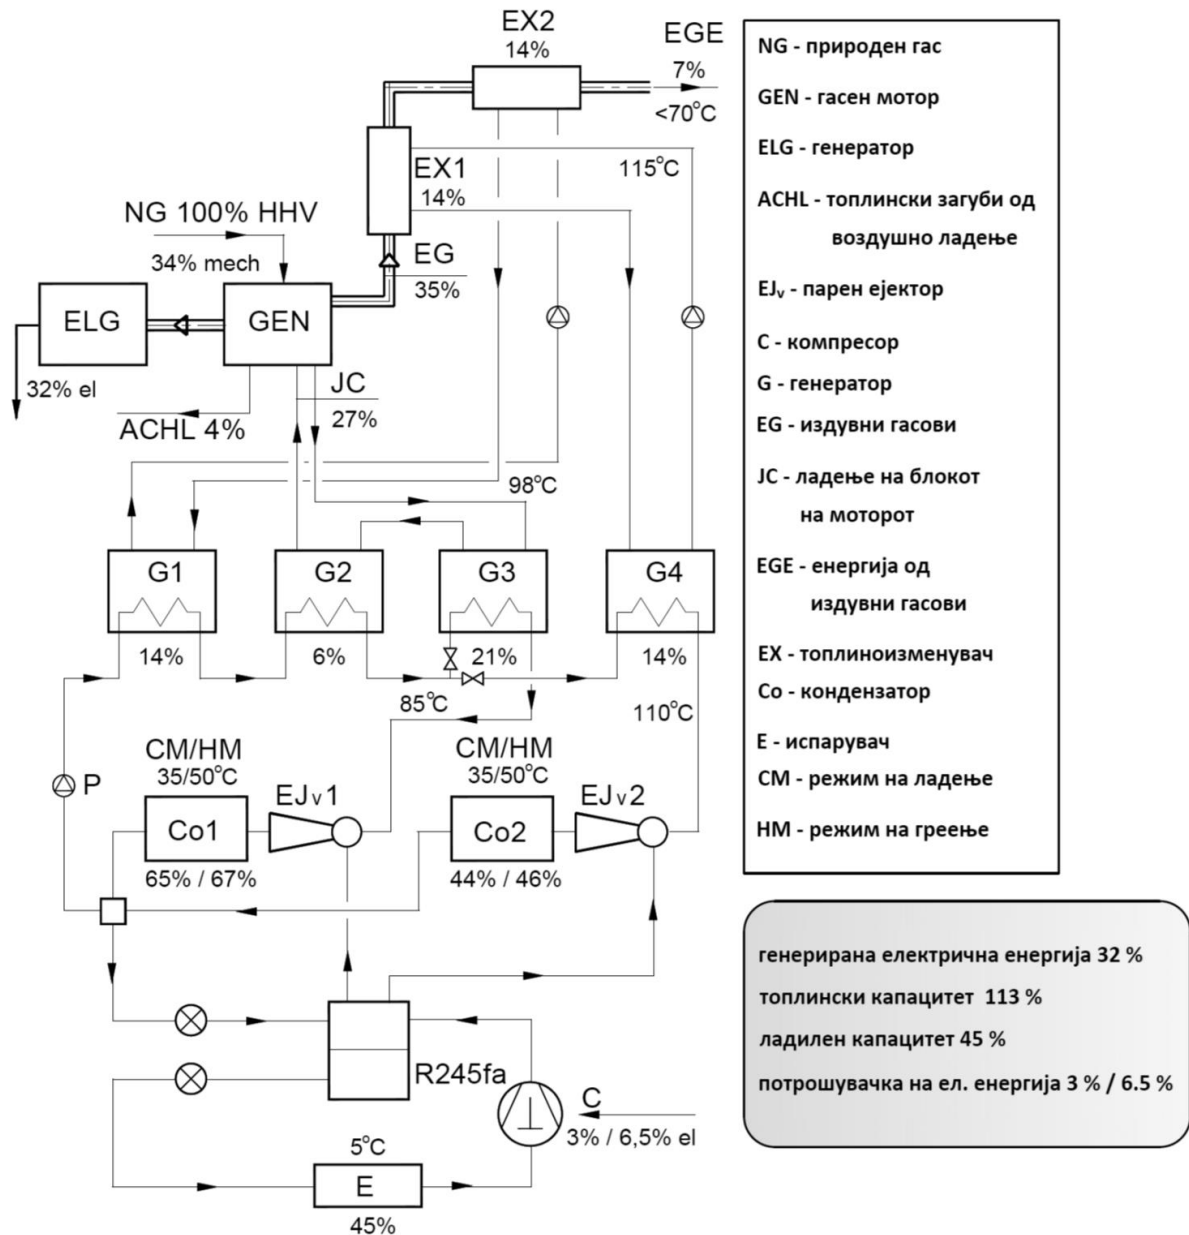 EX2
14%
EGE
7%
<70°C
EX1
14%
115°C
NG 100% HHV
34% mech
EG
35%
ELG
GEN
32% el
JC
27%
ACHL 4%
98°C
G1
G2
G3
G4
14%
6%
21%
14%
85°C
110°C
CM/HM
35/50°C
CM/HM
35/50°C
P
EJv1
EJv2
Co1
Co2
65% / 67%
44% / 46%
R245fa
C
3% / 6,5% el
5°C
E
45%
NG - природен гас
GEN - гасен мотор
ELG - генератор
ACHL - топлински загуби од
воздушно ладење
EJv - парен ејектор
C - компресор
G - генератор
EG - издувни гасови
JC - ладење на блокот
на моторот
EGE - енергија од
издувни гасови
EX - топлиноизменувач
Co - кондензатор
E - испарувач
CM - режим на ладење
HM - режим на греење
генерирана електрична енергија 32 %
топлински капацитет 113 %
ладилен капацитет 45 %
потрошувачка на ел. енергија 3 % / 6.5 %